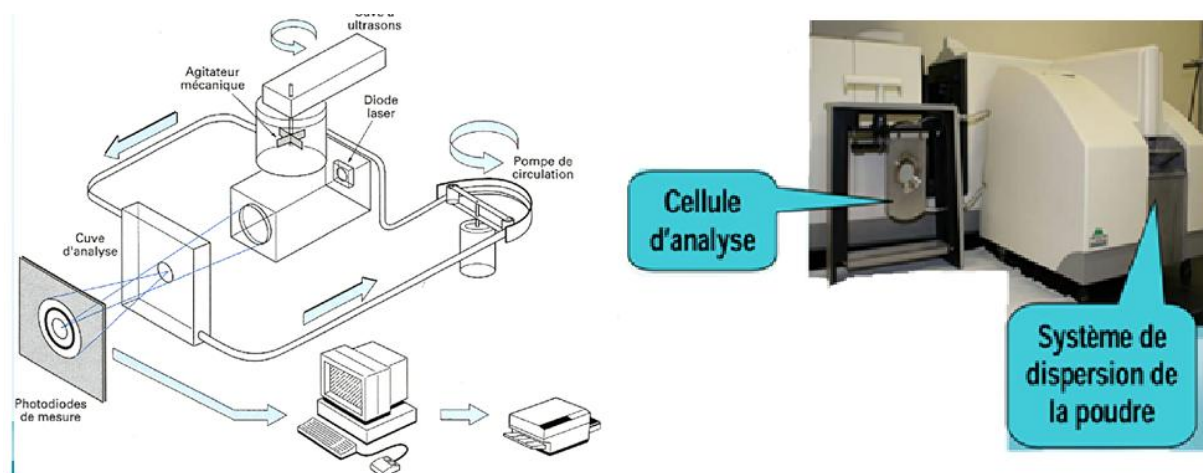 ultrasons
Agitateur
mécanique
Diode
laser
Pompe de
circulation
Cuve
d'analyse
Photodiodes
de mesure
Cellule
d'analyse
Système de
dispersion de
la poudre